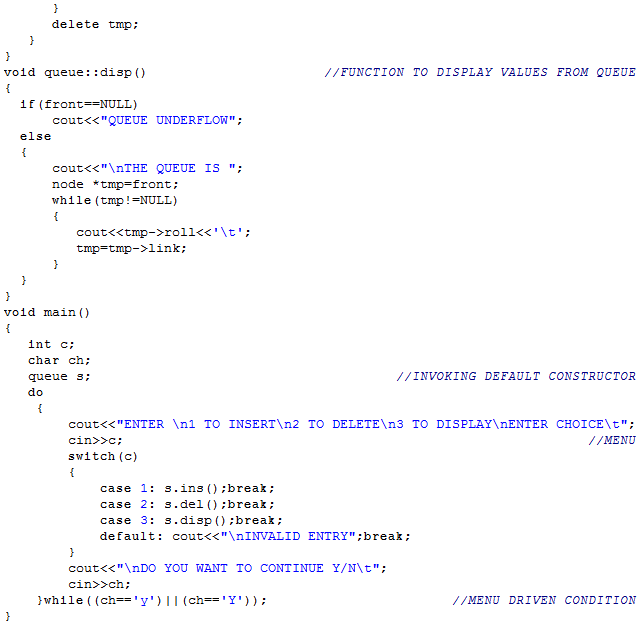 }
      delete tmp;
   }
}
void queue::disp()                      //FUNCTION TO DISPLAY VALUES FROM QUEUE
{
  if(front==NULL)
      cout<<"QUEUE UNDERFLOW";
  else
  {
      cout<<"\nTHE QUEUE IS ";
      node *tmp=front;
      while(tmp!=NULL)
      {
         cout<<tmp->roll<<'\t';
         tmp=tmp->link;
      }
  }
}
void main()
{
   int c;
   char ch;
   queue s;                                      //INVOKING DEFAULT CONSTRUCTOR
   do
    {
        cout<<"ENTER \n1 TO INSERT\n2 TO DELETE\n3 TO DISPLAY\nENTER CHOICE\t";
        cin>>c;                                                          //MENU
        switch(c)
        {
            case 1: s.ins();break;
            case 2: s.del();break;
            case 3: s.disp();break;
            default: cout<<"\nINVALID ENTRY";break;
        }
        cout<<"\nDO YOU WANT TO CONTINUE Y/N\t";
        cin>>ch;
    }while((ch=='y')||(ch=='Y'));                       //MENU DRIVEN CONDITION
}